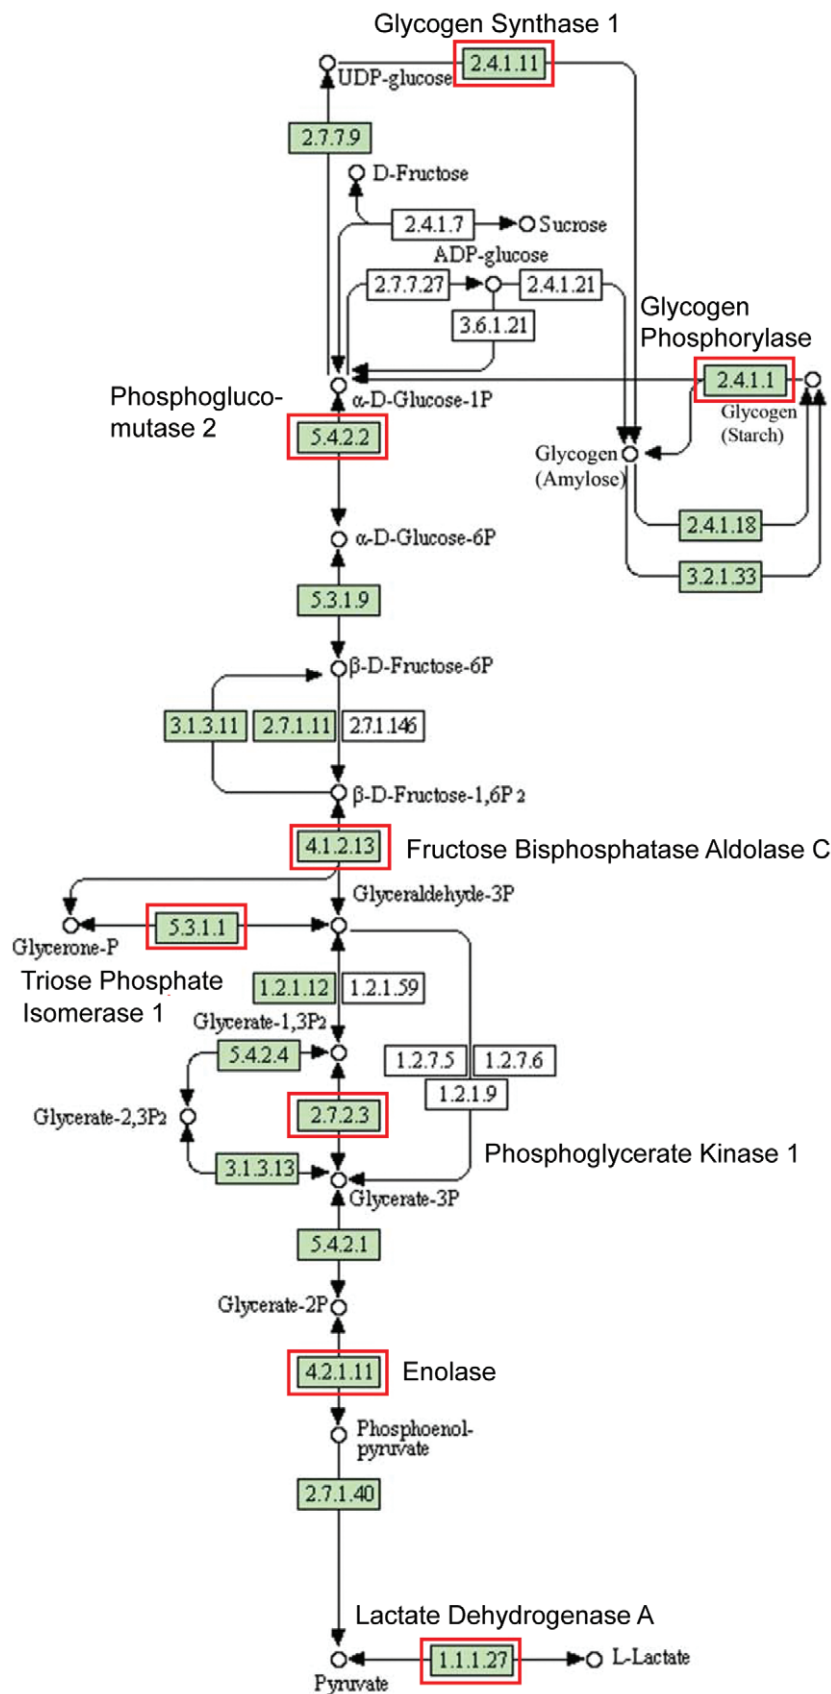 Glycogen Synthase 1
2.4.1.11
UDP-glucose
2.7.7.9
D-Fructose
2.4.1.7
Sucrose
ADP-glucose
2.7.7.27
2.4.1.21
3.6.1.21
Glycogen
Phosphorylase
2.4.1.1
α-D-Glucose-1P
Glycogen
(Starch)
Phosphogluco-
mutase 2
5.4.2.2
Glycogen
(Amylose)
2.4.1.18
α-D-Glucose-6P
3.2.1.33
5.3.1.9
β-D-Fructose-6P
3.1.3.11
2.7.1.11
2.7.1.146
β-D-Fructose-1,6P2
4.1.2.13
Fructose Bisphosphatase Aldolase C
Glyceraldehyde-3P
5.3.1.1
Glycerone-P
Triose Phosphate
Isomerase 1
1.2.1.12
1.2.1.59
Glycerate-1,3P2
5.4.2.4
1.2.7.5
1.2.7.6
1.2.1.9
Glycerate-2,3P2
2.7.2.3
Phosphoglycerate Kinase 1
3.1.3.13
Glycerate-3P
5.4.2.1
Glycerate-2P
4.2.1.11
Enolase
Phosphoenol-
pyruvate
2.7.1.40
Lactate Dehydrogenase A
1.1.1.27
L-Lactate
Pyruvate